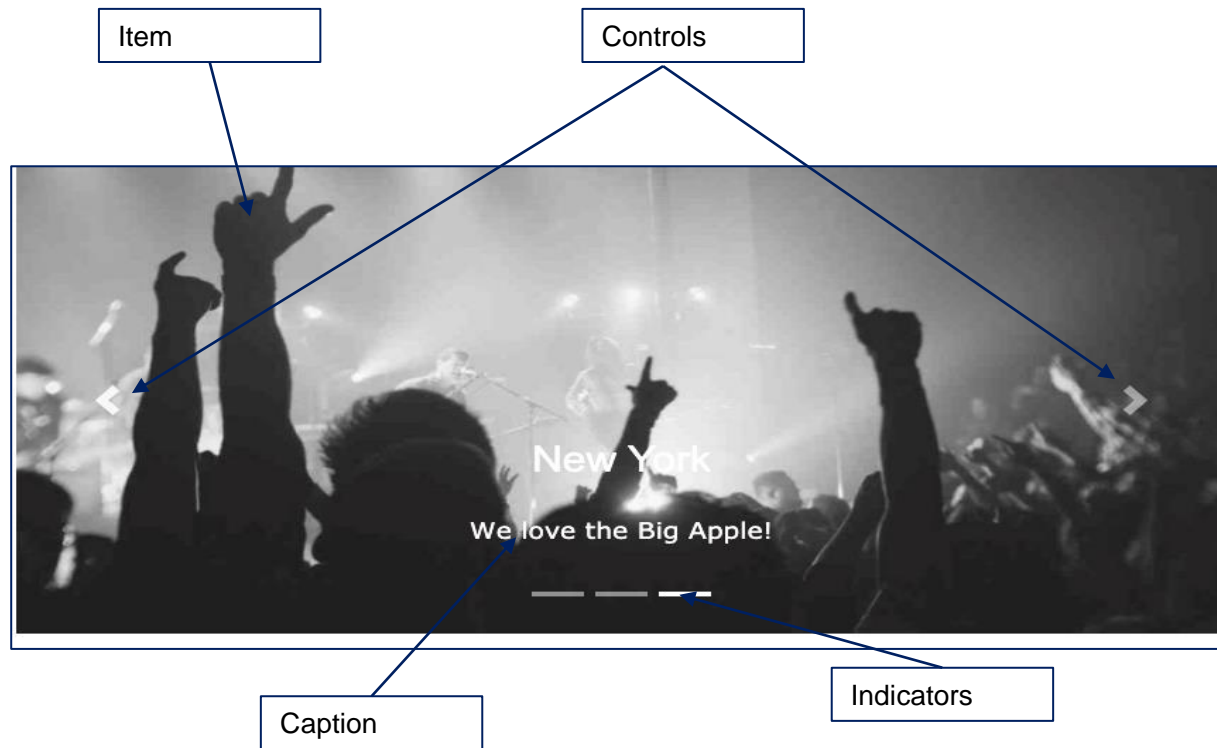 Item
Controls
New York
We love the Big Apple!
Indicators
Caption